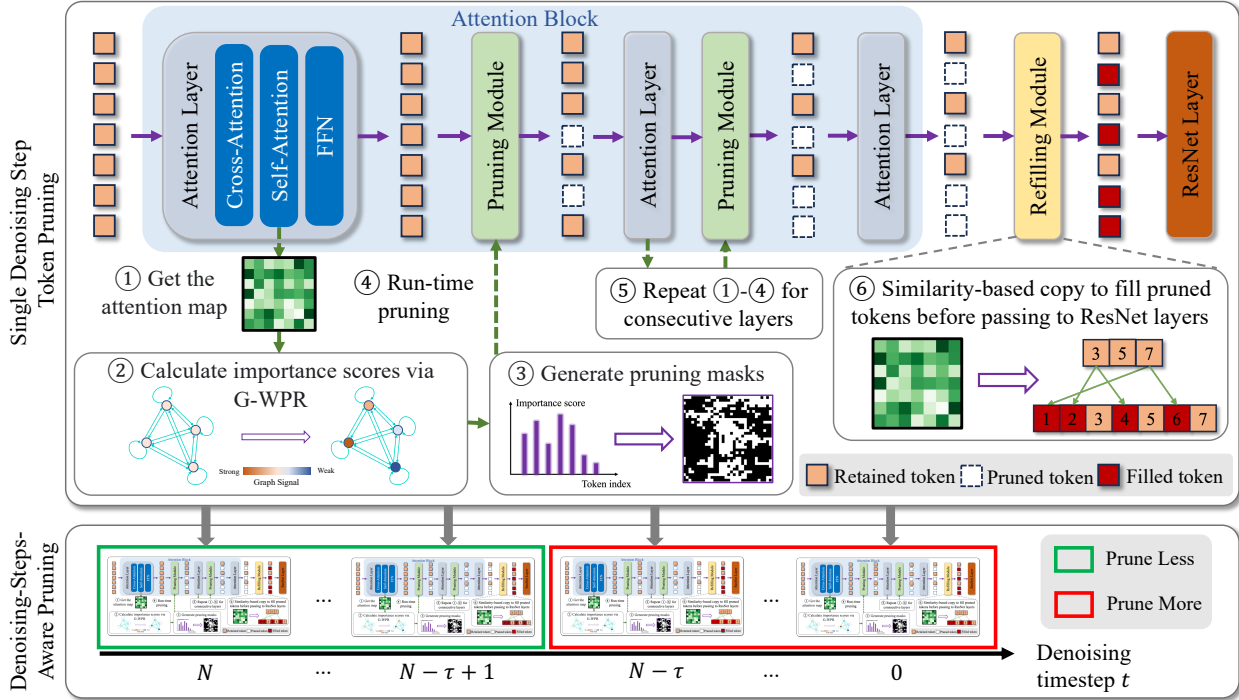 Attention Block
Single Denoising Step
Token Pruning
Attention Layer
Cross-Attention
Self-Attention
FFN
Pruning Module
Attention Layer
Pruning Module
Attention Layer
Refilling Module
ResNet Layer
① Get the
attention map
④ Run-time
pruning
⑤ Repeat ①-④ for
consecutive layers
⑥ Similarity-based copy to fill pruned
tokens before passing to ResNet layers
3 5 7
1 2 3 4 5 6 7
② Calculate importance scores via
G-WPR
Strong Weak
Graph Signal
③ Generate pruning masks
Importance score
Token index
Retained token Pruned token Filled token
Denoising-Steps-
Aware Pruning
... ...
Prune Less
Prune More
N ... N − τ + 1 N − τ ... 0
Denoising
timestep t